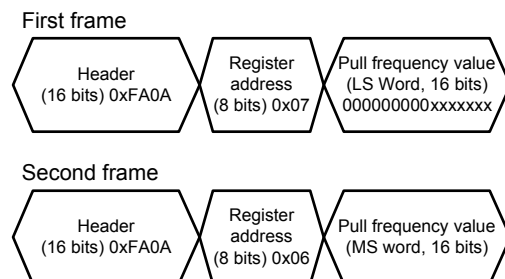 First frame
Header
(16 bits) 0xFA0A
Register
address
(8 bits) 0x07
Pull frequency value
(LS Word, 16 bits)
000000000xxxxxxx
Second frame
Header
(16 bits) 0xFA0A
Register
address
(8 bits) 0x06
Pull frequency value
(MS word, 16 bits)